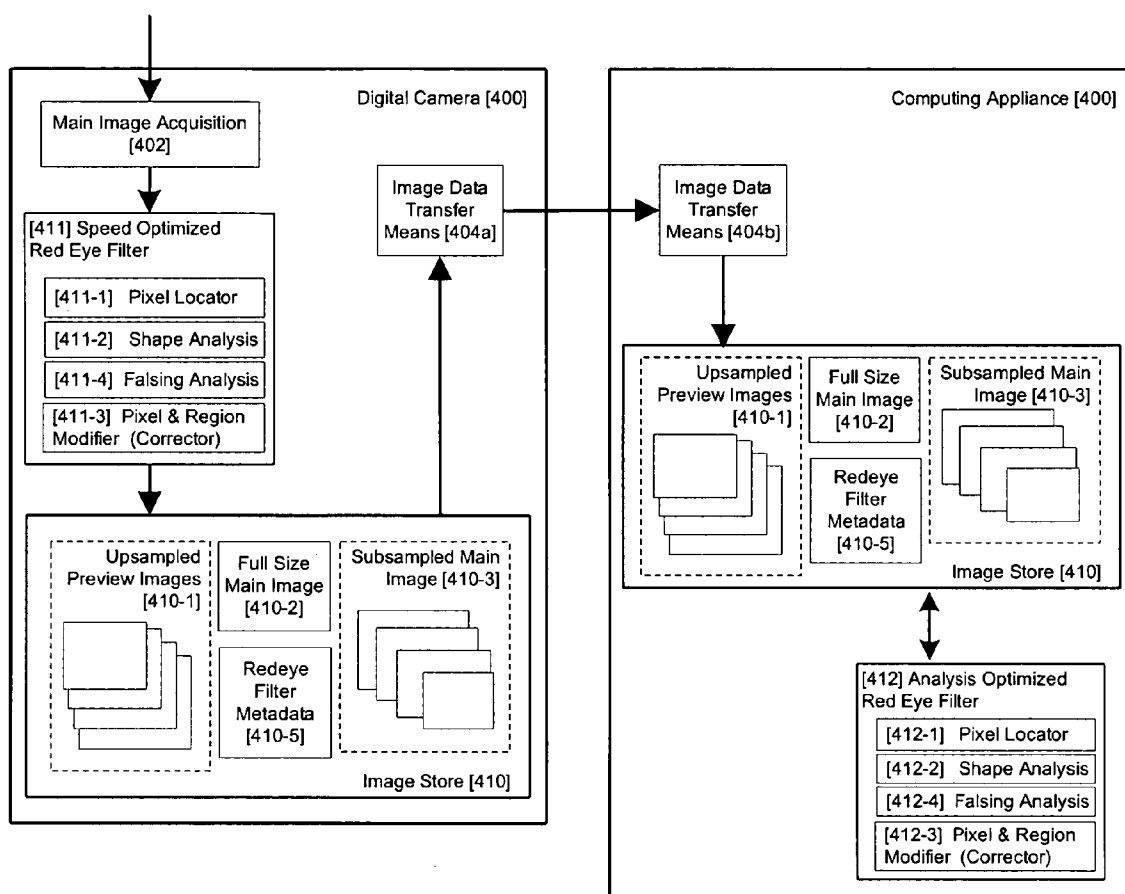 Digital Camera [400]
Main Image Acquisition
[402]
[411] Speed Optimized
Red Eye Filter
[411-1] Pixel Locator
[411-2] Shape Analysis
[411-4] Falsing Analysis
[411-3] Pixel & Region
Modifier (Corrector)
Image Data
Transfer
Means [404a]
Upsampled
Preview Images
[410-1]
Full Size
Main Image
[410-2]
Subsampled Main
Image [410-3]
Redeye
Filter
Metadata
[410-5]
Image Store [410]
Computing Appliance [400]
Image Data
Transfer
Means [404b]
Upsampled
Preview Images
[410-1]
Full Size
Main Image
[410-2]
Subsampled Main
Image [410-3]
Redeye
Filter
Metadata
[410-5]
Image Store [410]
[412] Analysis Optimized
Red Eye Filter
[412-1] Pixel Locator
[412-2] Shape Analysis
[412-4] Falsing Analysis
[412-3] Pixel & Region
Modifier (Corrector)